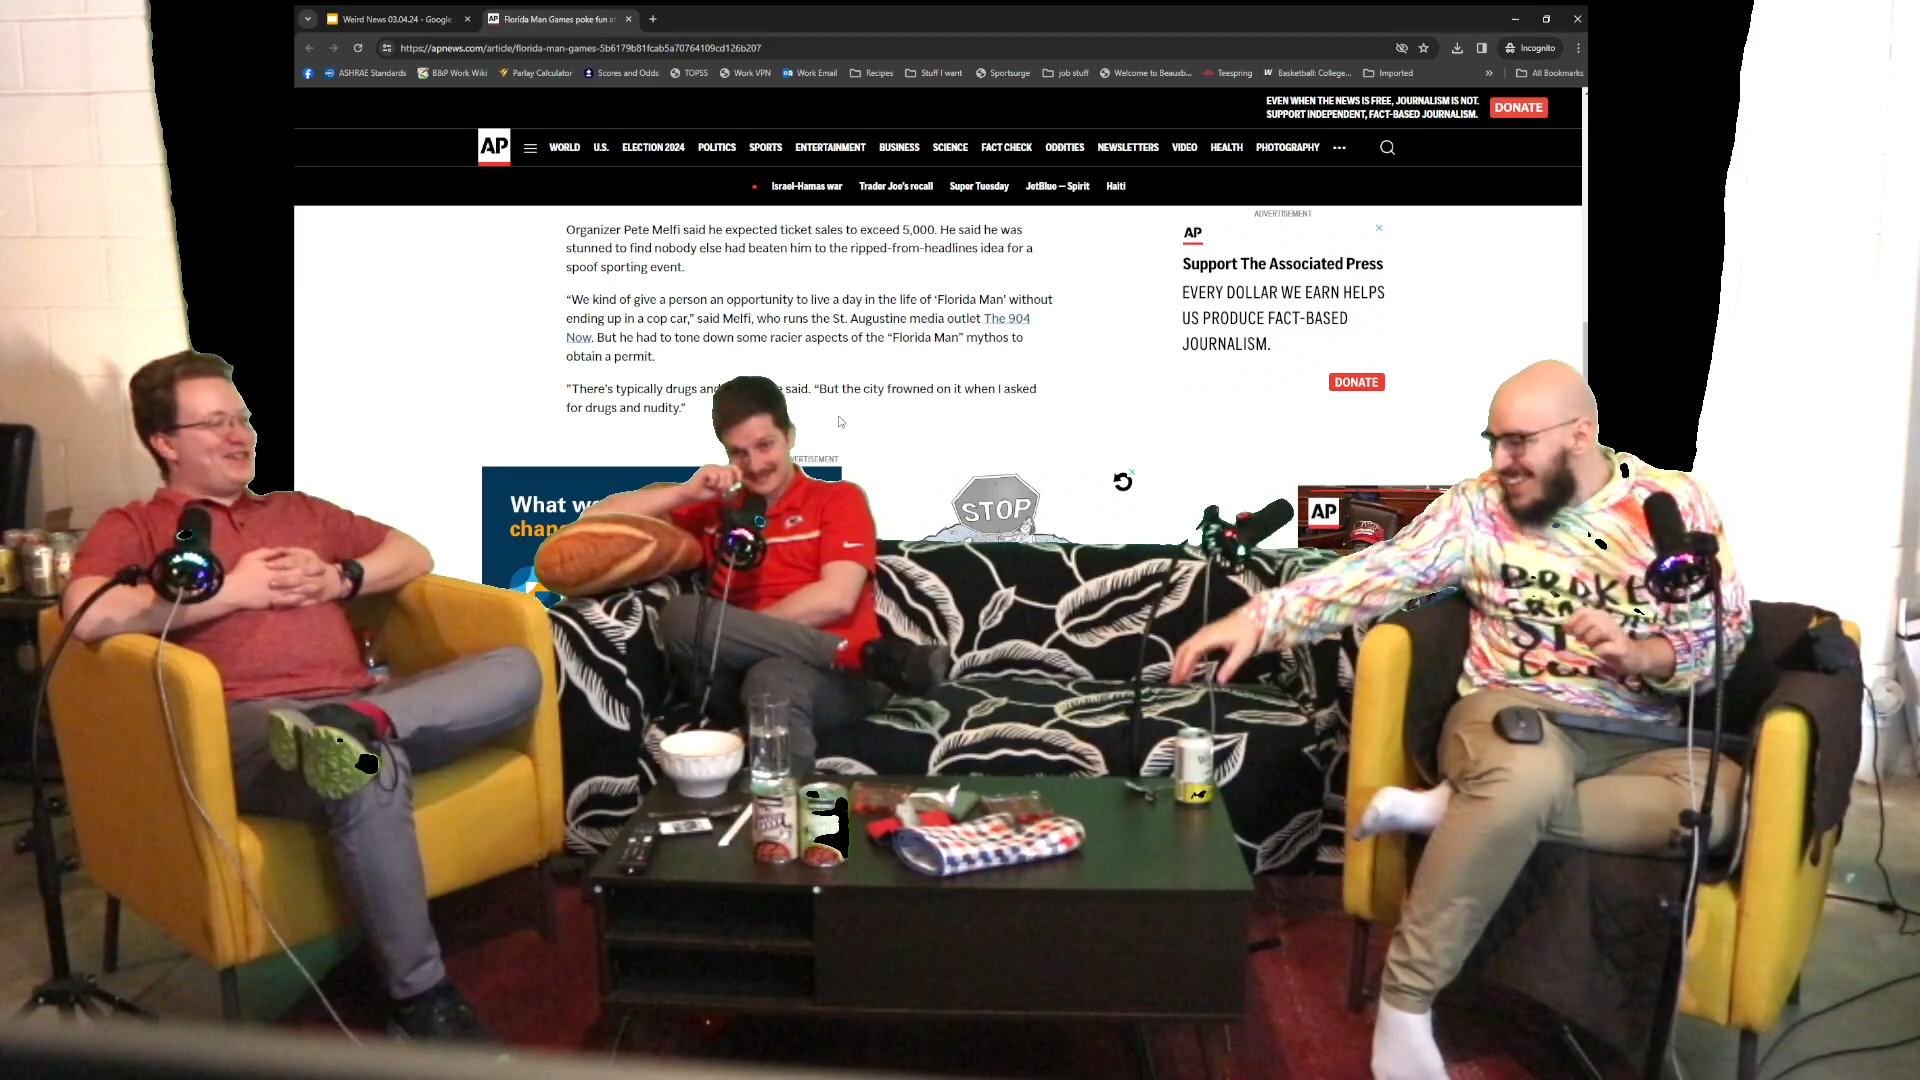 Weird News 03.04.24 - Google
Florida Man Games poke fun a
https://apnews.com/article/florida-man-games-5b6179b81fcab5a70764109cd126b207
Incognito
ASHRAE Standards
B&P Work Wiki
Parlay Calculator
Scores and Odds
TOPSS
Work VPN
Work Email
Recipes
Stuff I want
Sportsurge
job stuff
Welcome to Beauxb...
Teespring
Basketball: College...
Imported
All Bookmarks
EVEN WHEN THE NEWS IS FREE, JOURNALISM IS NOT.
SUPPORT INDEPENDENT, FACT-BASED JOURNALISM.
DONATE
AP
WORLD U.S. ELECTION 2024 POLITICS SPORTS ENTERTAINMENT BUSINESS SCIENCE FACT CHECK ODDITIES NEWSLETTERS VIDEO HEALTH PHOTOGRAPHY
Israel-Hamas war Trader Joe's recall Super Tuesday JetBlue — Spirit Haiti
Organizer Pete Melfi said he expected ticket sales to exceed 5,000. He said he was
stunned to find nobody else had beaten him to the ripped-from-headlines idea for a
spoof sporting event.
“We kind of give a person an opportunity to live a day in the life of ‘Florida Man’ without
ending up in a cop car,” said Melfi, who runs the St. Augustine media outlet The 904
Now. But he had to tone down some racier aspects of the “Florida Man” mythos to
obtain a permit.
"There’s typically drugs and said. “But the city frowned on it when I asked
for drugs and nudity.”
ADVERTISEMENT
AP
Support The Associated Press
EVERY DOLLAR WE EARN HELPS
US PRODUCE FACT-BASED
JOURNALISM.
DONATE
What w
chan
STOP
AP
BROKE